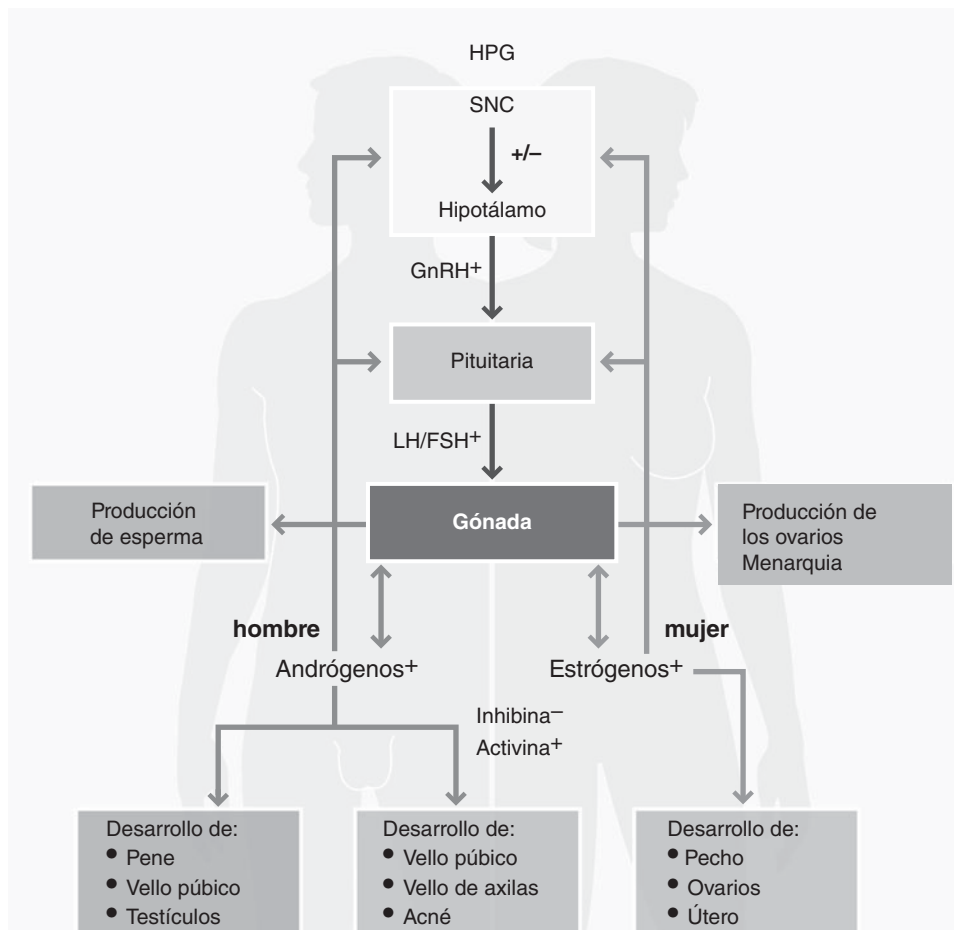 HPG
SNC
+/–
Hipotálamo
GnRH+
Pituitaria
LH/FSH+
Gónada
Producción
de esperma
Producción de
los ovarios
Menarquia
hombre
mujer
Andrógenos+
Estrógenos+
Inhibina–
Activina+
Desarrollo de:
• Pene
• Vello púbico
• Testículos
Desarrollo de:
• Vello púbico
• Vello de axilas
• Acné
Desarrollo de:
• Pecho
• Ovarios
• Útero